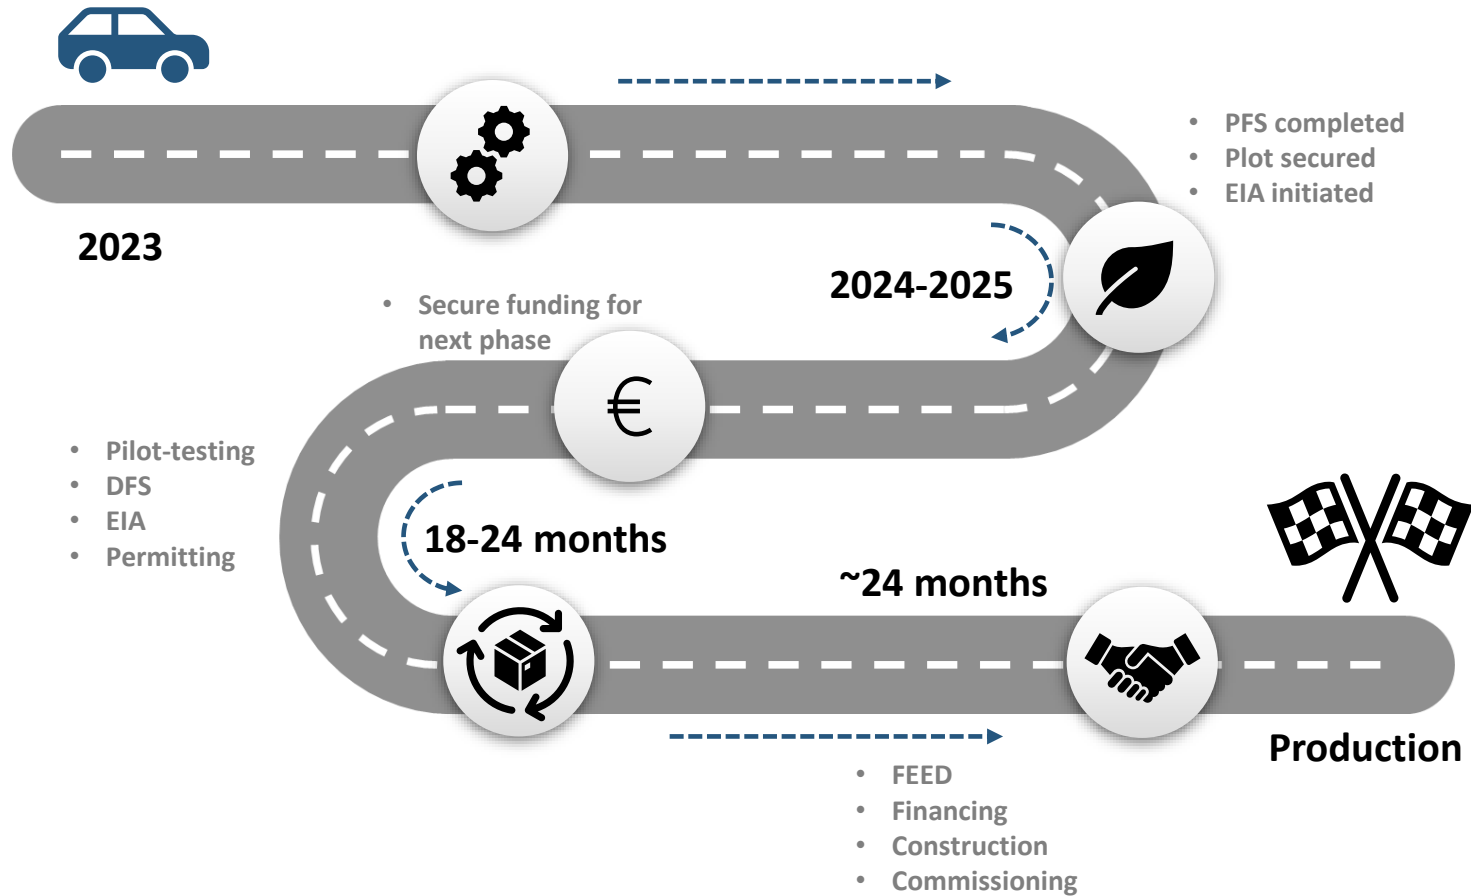 2023
• PFS completed
• Plot secured
• EIA initiated
2024-2025
• Secure funding for
next phase
€
• Pilot-testing
• DFS
• EIA
• Permitting
18-24 months
~24 months
• FEED
• Financing
• Construction
• Commissioning
Production